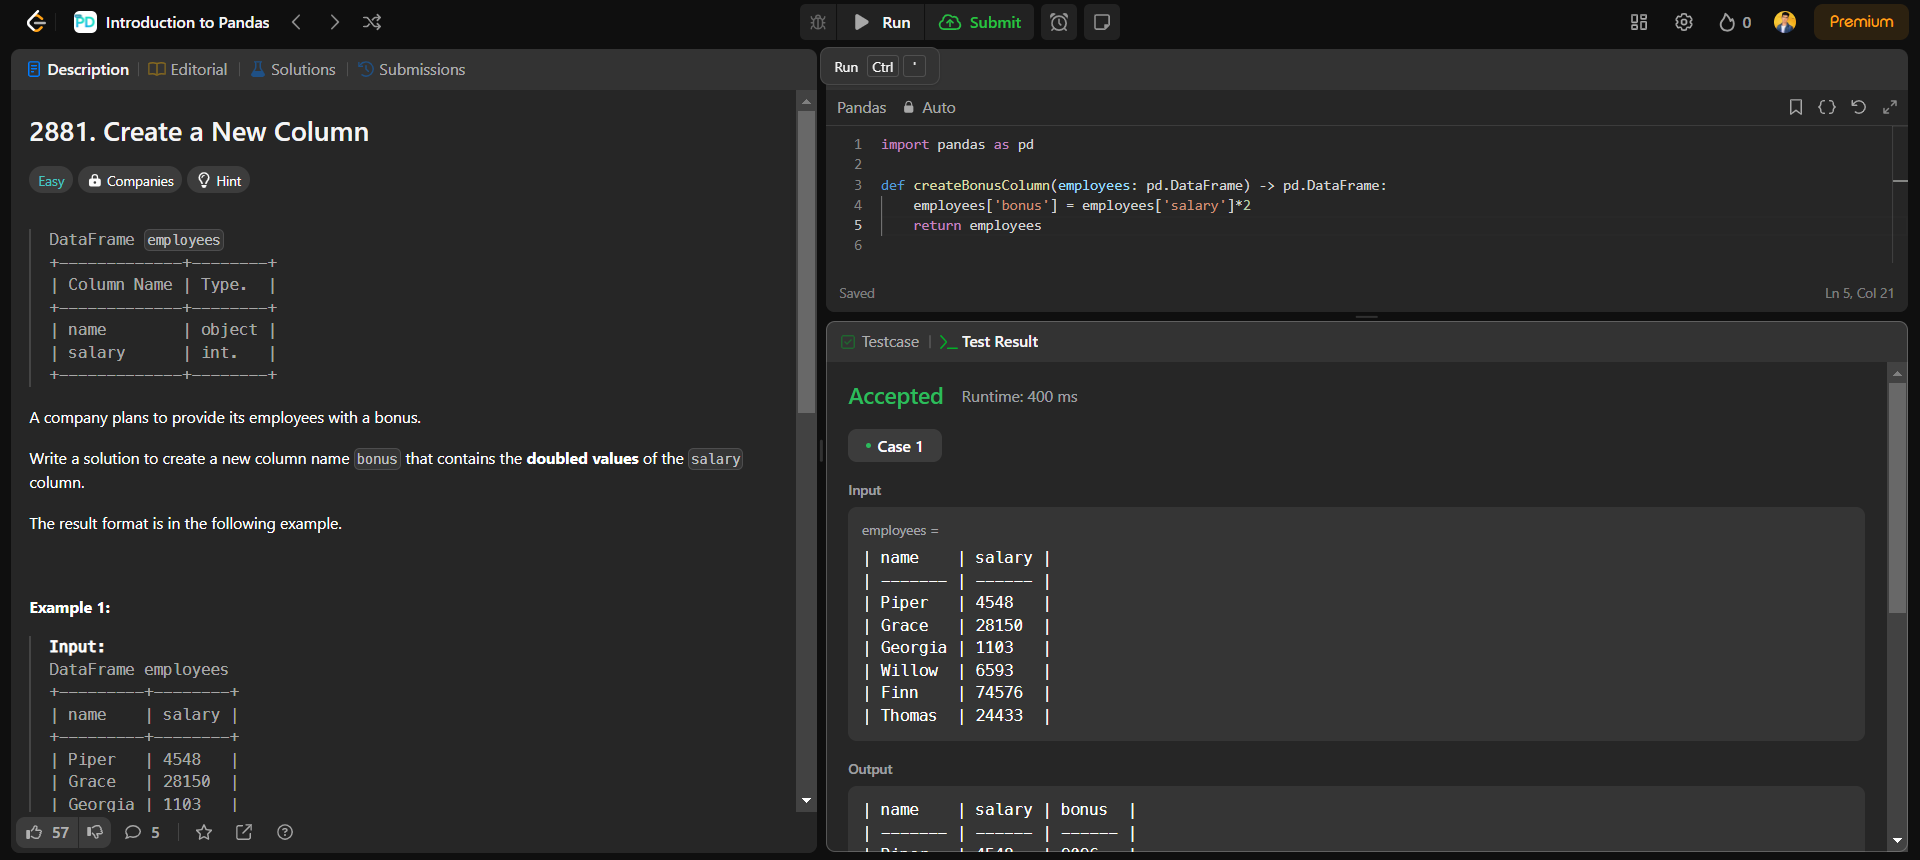 Introduction to Pandas
Run
Submit
0
Premium
Description
Editorial
Solutions
Submissions
2881. Create a New Column
Easy
Companies
Hint
DataFrame employees
+-------------+--------+
| Column Name | Type.  |
+-------------+--------+
| name        | object |
| salary      | int.   |
+-------------+--------+
A company plans to provide its employees with a bonus.
Write a solution to create a new column name bonus that contains the doubled values of the salary
column.
The result format is in the following example.
Example 1:
Input:
DataFrame employees
+---------+--------+
| name    | salary |
+---------+--------+
| Piper   | 4548   |
| Grace   | 28150  |
| Georgia | 1103   |
57
5
Run Ctrl '
Pandas
Auto
1 import pandas as pd
2
3 def createBonusColumn(employees: pd.DataFrame) -> pd.DataFrame:
4     employees['bonus'] = employees['salary']*2
5     return employees
6
Saved
Ln 5, Col 21
Testcase
Test Result
Accepted
Runtime: 400 ms
Case 1
Input
employees =
| name    | salary |
| ------- | ------ |
| Piper   | 4548   |
| Grace   | 28150  |
| Georgia | 1103   |
| Willow  | 6593   |
| Finn    | 74576  |
| Thomas  | 24433  |
Output
| name    | salary | bonus  |
| ------- | ------ | ------ |
| Piper   | 4548   | 9096   |